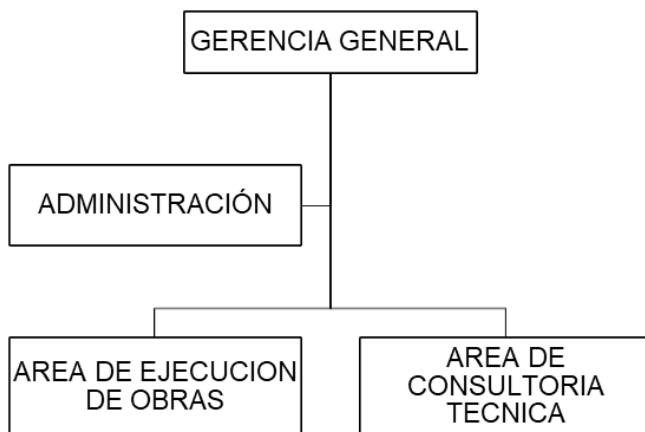 GERENCIA GENERAL
ADMINISTRACIÓN
AREA DE EJECUCION
DE OBRAS
AREA DE
CONSULTORIA
TECNICA